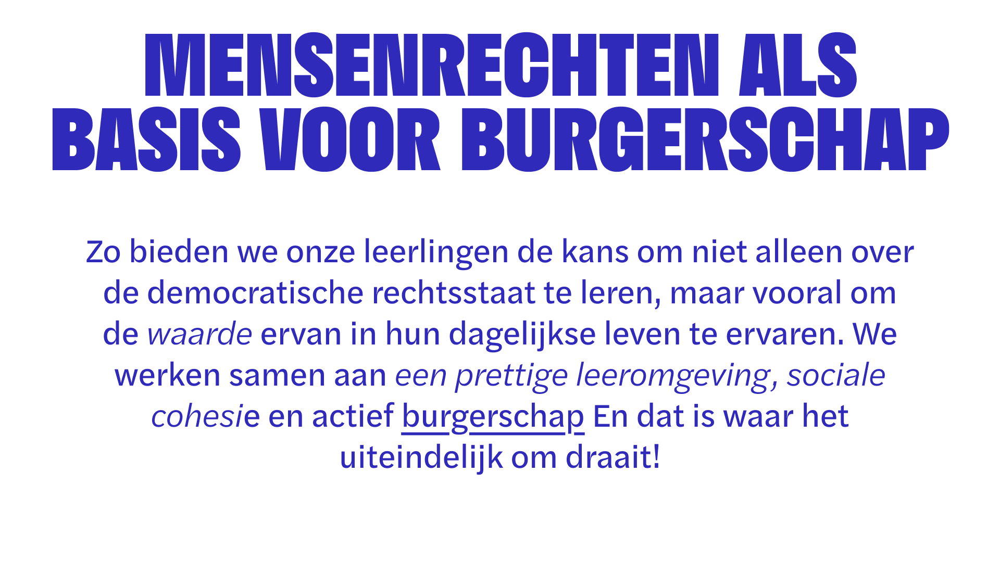 MENSENRECHTEN ALS
BASIS VOOR BURGERSCHAP
Zo bieden we onze leerlingen de kans om niet alleen over
de democratische rechtsstaat te leren, maar vooral om
de waarde ervan in hun dagelijkse leven te ervaren. We
werken samen aan een prettige leeromgeving, sociale
cohesie en actief burgerschap En dat is waar het
uiteindelijk om draait!